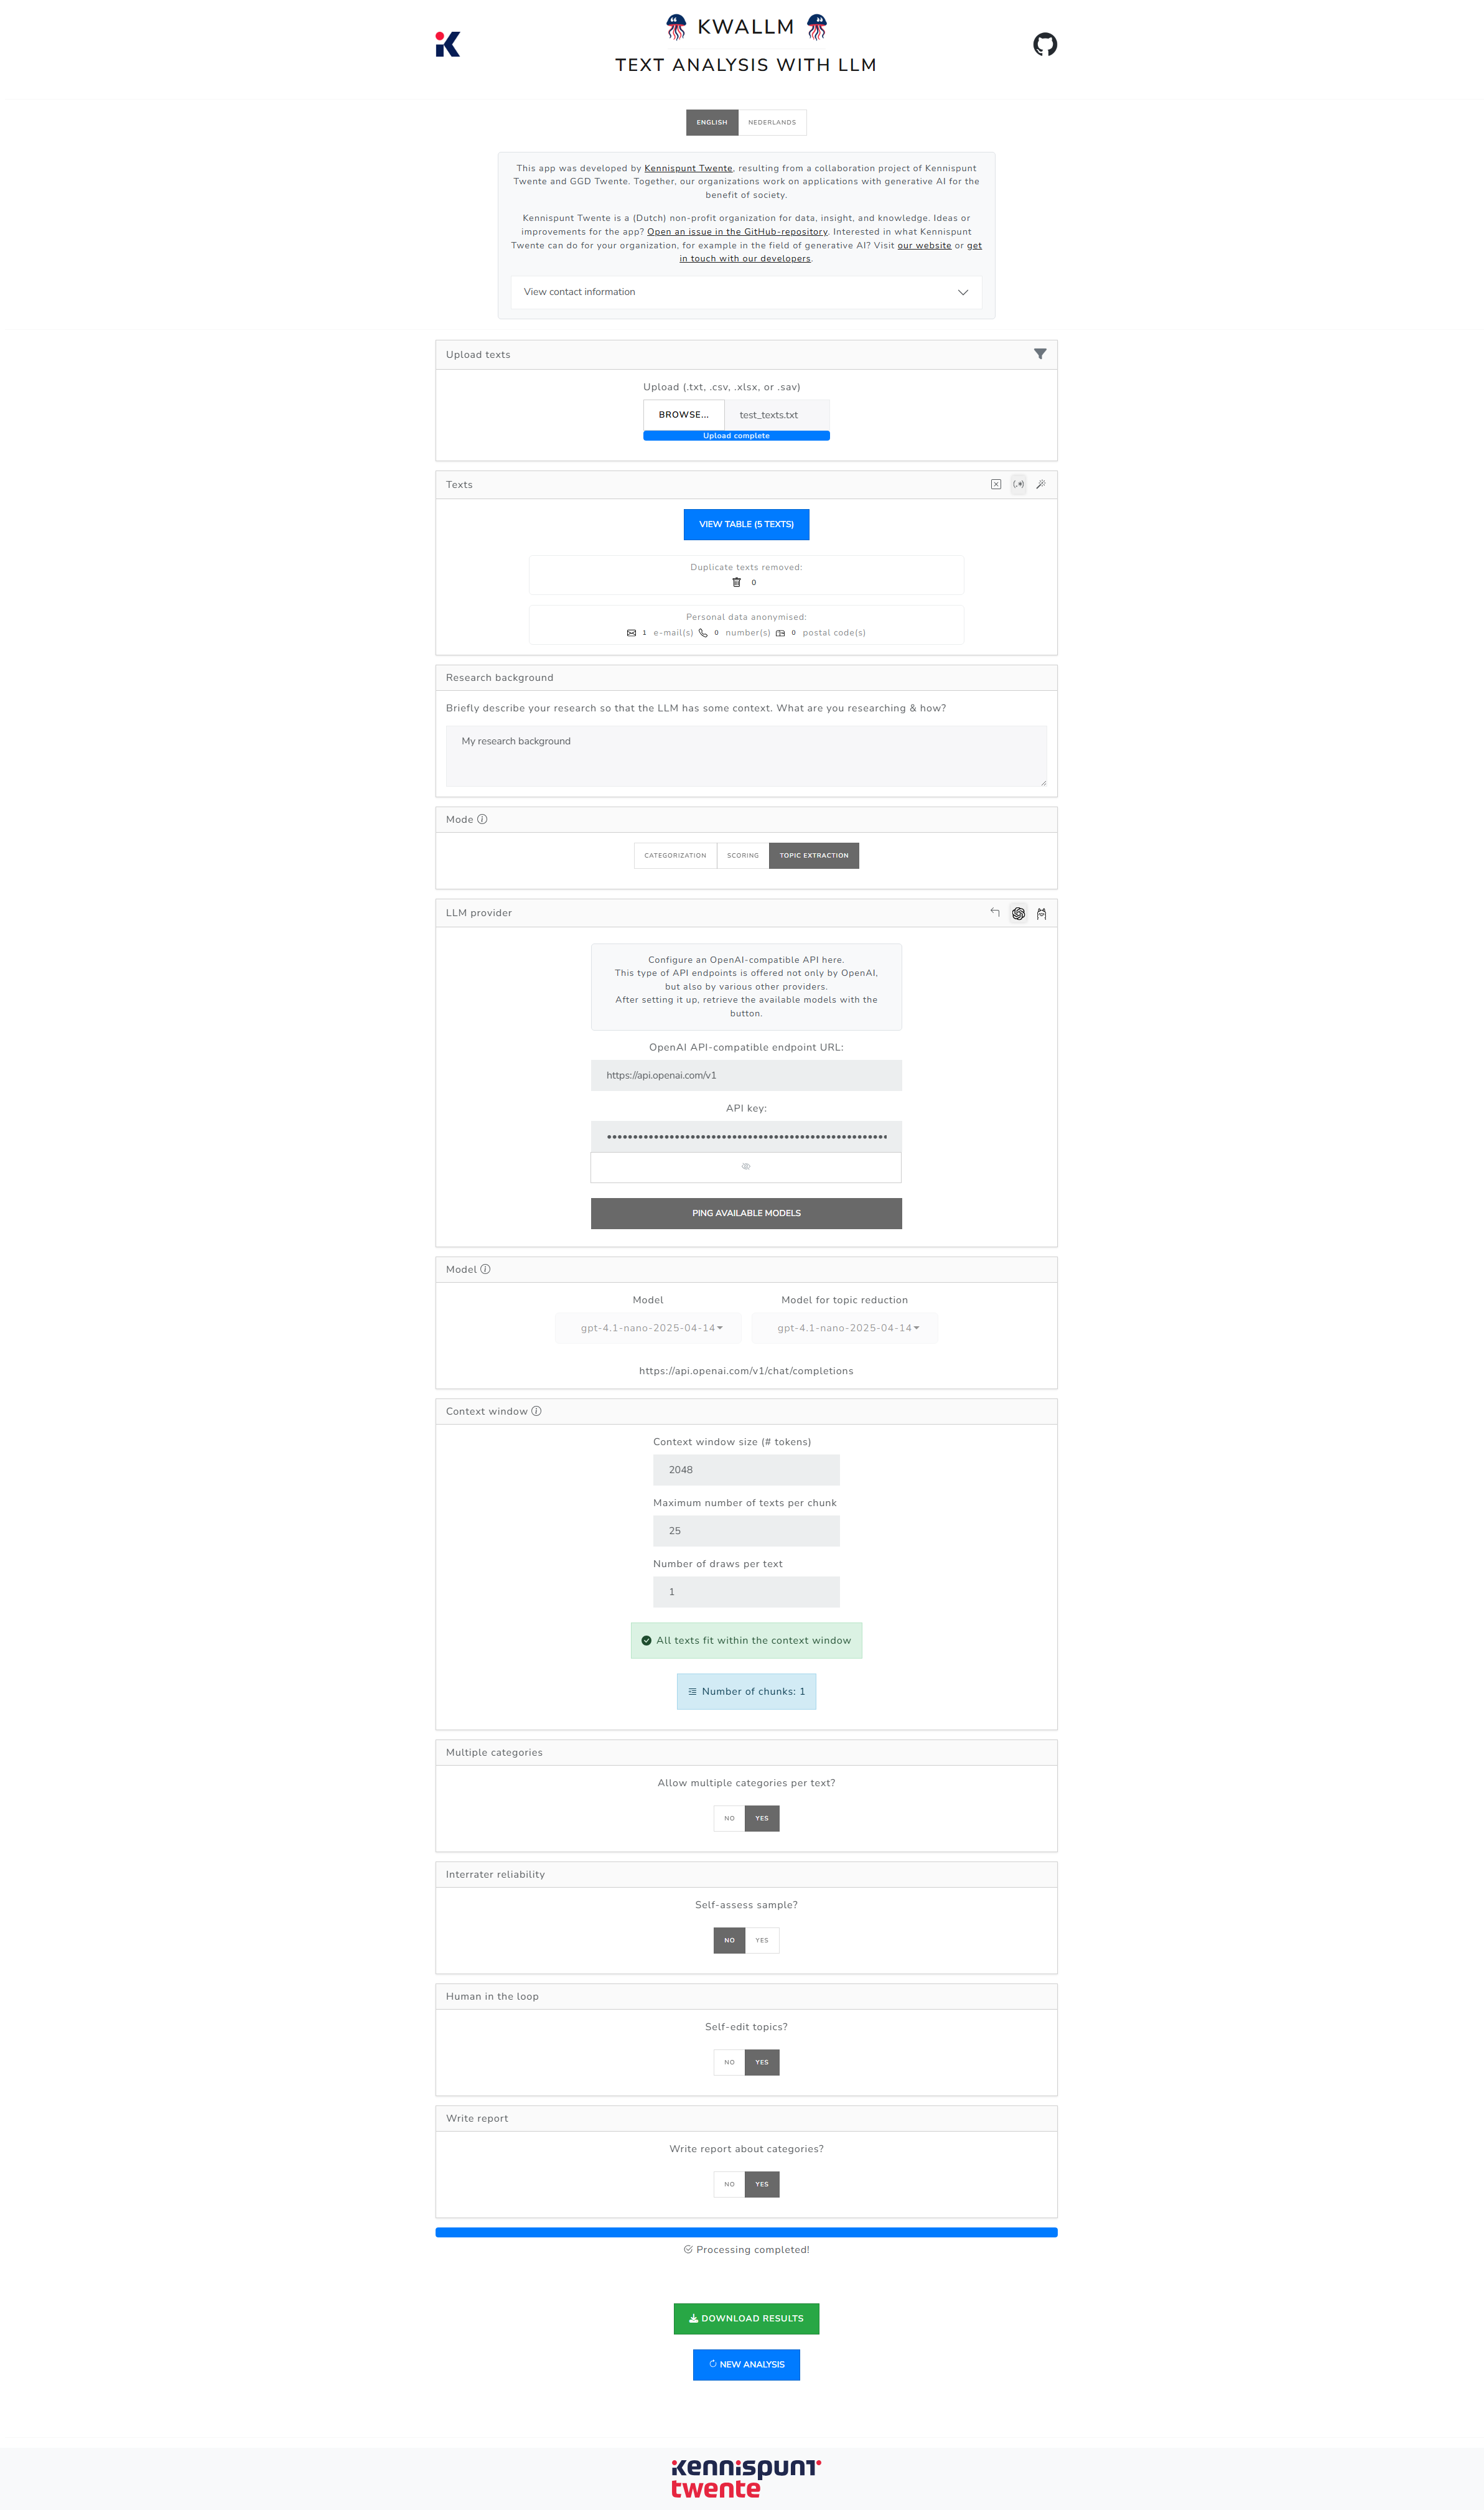 KWALLM
TEXT ANALYSIS WITH LLM
ENGLISH NEDERLANDS
This app was developed by Kennispunt Twente, resulting from a collaboration project of Kennispunt
Twente and GGD Twente. Together, our organizations work on applications with generative AI for the
benefit of society.
Kennispunt Twente is a (Dutch) non-profit organization for data, insight, and knowledge. Ideas or
improvements for the app? Open an issue in the GitHub-repository. Interested in what Kennispunt
Twente can do for your organization, for example in the field of generative AI? Visit our website or get
in touch with our developers.
View contact information
Upload texts
Upload (.txt, .csv, .xlsx, or .sav)
BROWSE... test_texts.txt
Upload complete
Texts (.*)
VIEW TABLE (5 TEXTS)
Duplicate texts removed:
0
Personal data anonymised:
1 e-mail(s) 0 number(s) 0 postal code(s)
Research background
Briefly describe your research so that the LLM has some context. What are you researching & how?
My research background
Mode
CATEGORIZATION SCORING TOPIC EXTRACTION
LLM provider
Configure an OpenAI-compatible API here.
This type of API endpoints is offered not only by OpenAI,
but also by various other providers.
After setting it up, retrieve the available models with the
button.
OpenAI API-compatible endpoint URL:
https://api.openai.com/v1
API key:
PING AVAILABLE MODELS
Model
Model Model for topic reduction
gpt-4.1-nano-2025-04-14 gpt-4.1-nano-2025-04-14
https://api.openai.com/v1/chat/completions
Context window
Context window size (# tokens)
2048
Maximum number of texts per chunk
25
Number of draws per text
1
All texts fit within the context window
Number of chunks: 1
Multiple categories
Allow multiple categories per text?
NO YES
Interrater reliability
Self-assess sample?
NO YES
Human in the loop
Self-edit topics?
NO YES
Write report
Write report about categories?
NO YES
Processing completed!
DOWNLOAD RESULTS
NEW ANALYSIS
kennispunt
twente